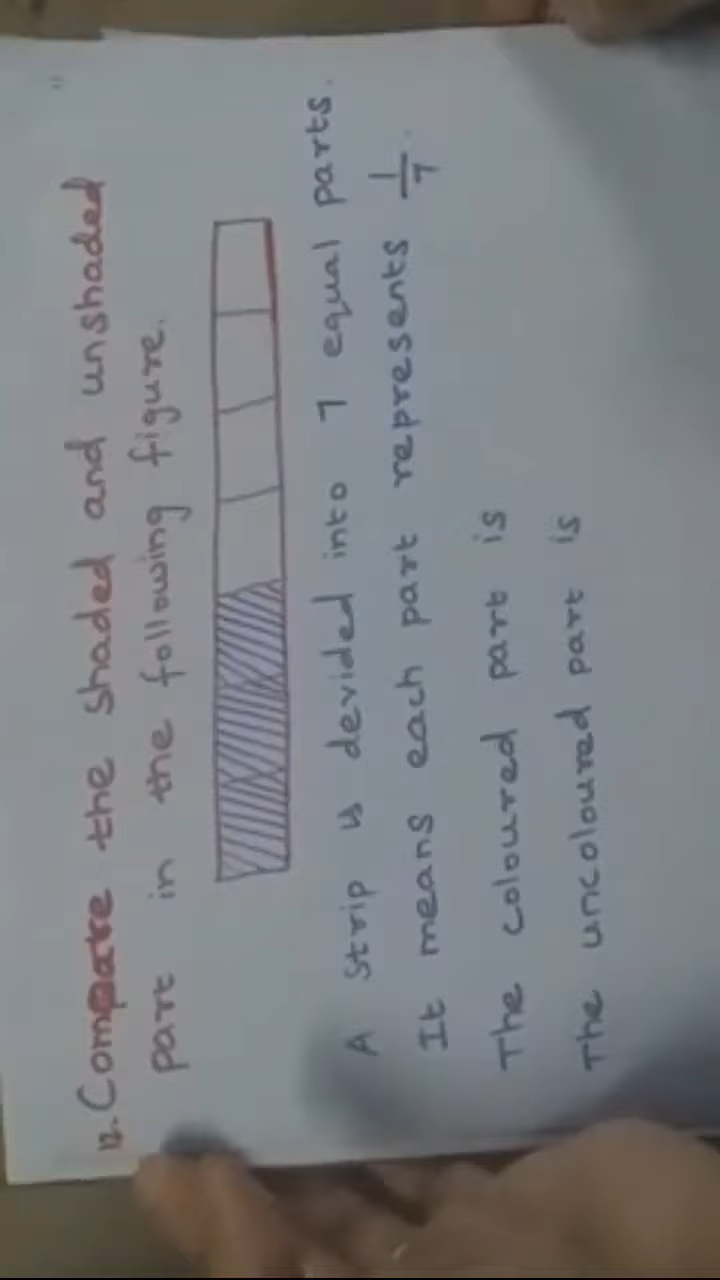 12. Compare the shaded and unshaded
part in the following figure.
A strip is devided into 7 equal parts.
It means each part represents 1/7.
The coloured part is
The uncoloured part is